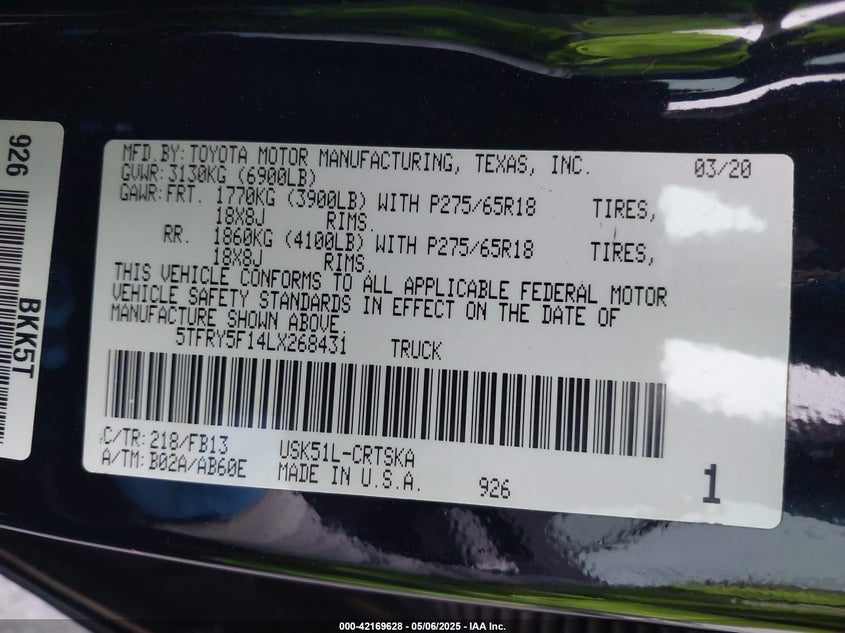 926
BKK5T
MFD.BY:TOYOTA MOTOR MANUFACTURING, TEXAS, INC. 03/20
GVWR:3130KG (6900LB)
GAWR:FRT. 1770KG (3900LB) WITH P275/65R18 TIRES,
18X8J RIMS.
RR. 1860KG (4100LB) WITH P275/65R18 TIRES,
18X8J RIMS.
THIS VEHICLE CONFORMS TO ALL APPLICABLE FEDERAL MOTOR
VEHICLE SAFETY STANDARDS IN EFFECT ON THE DATE OF
MANUFACTURE SHOWN ABOVE.
5TFRY5F14LX268431 TRUCK
C/TR:218/FB13 USK51L-CRTSKA
A/TM:B02A/AB60E MADE IN U.S.A. 926 1
000-42169628 - 05/06/2025 - IAA Inc.